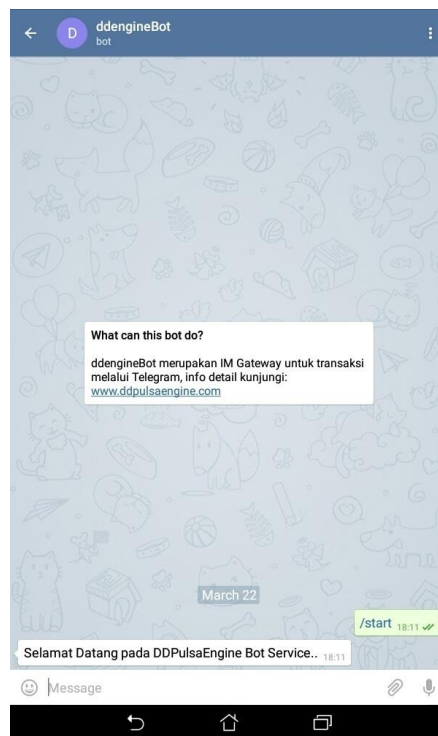 D
ddengineBot
bot
What can this bot do?
ddengineBot merupakan IM Gateway untuk transaksi
melalui Telegram, info detail kunjungi:
www.ddpulsaengine.com
March 22
/start 18:11
Selamat Datang pada DDPulsaEngine Bot Service.. 18:11
Message